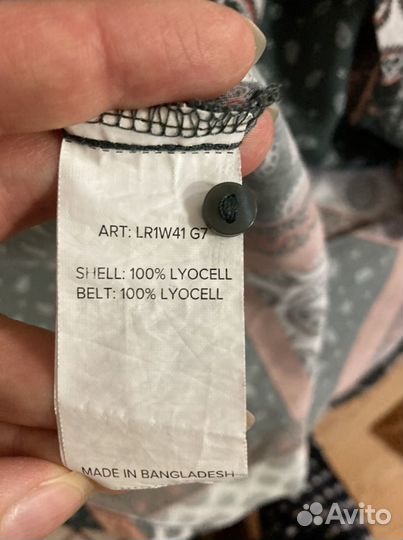 ART: LR1W41 G7
SHELL: 100% LYOCELL
BELT: 100% LYOCELL
MADE IN BANGLADESH
Avito